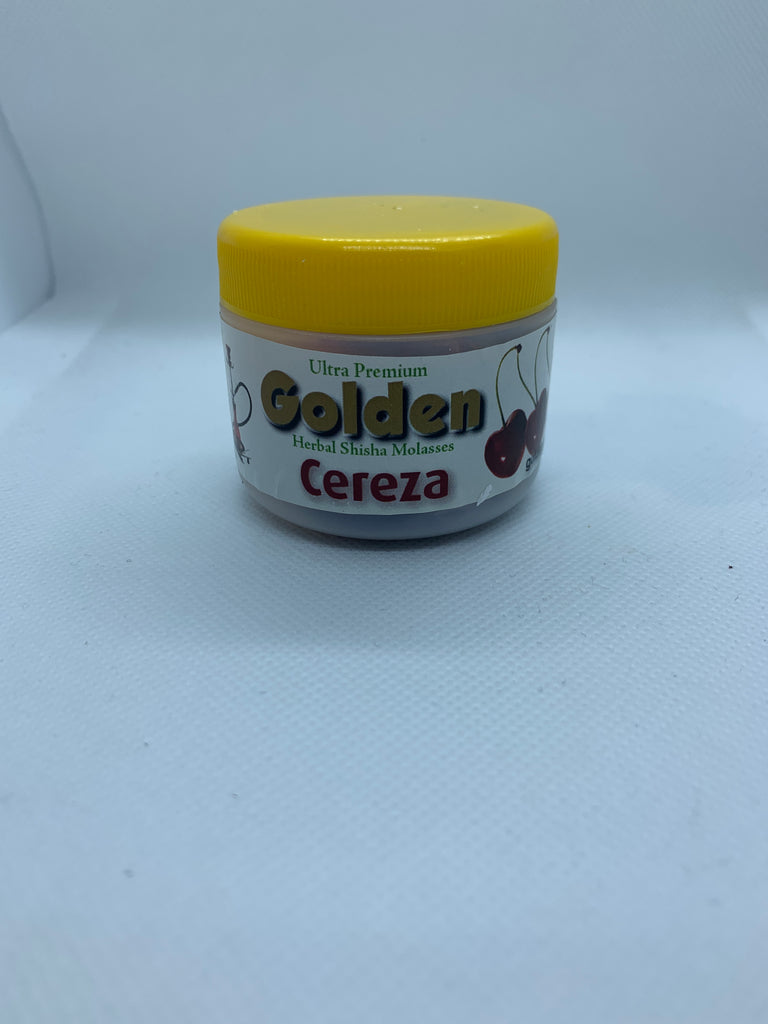 Ultra Premium
Golden
Herbal Shisha Molasses
Cereza